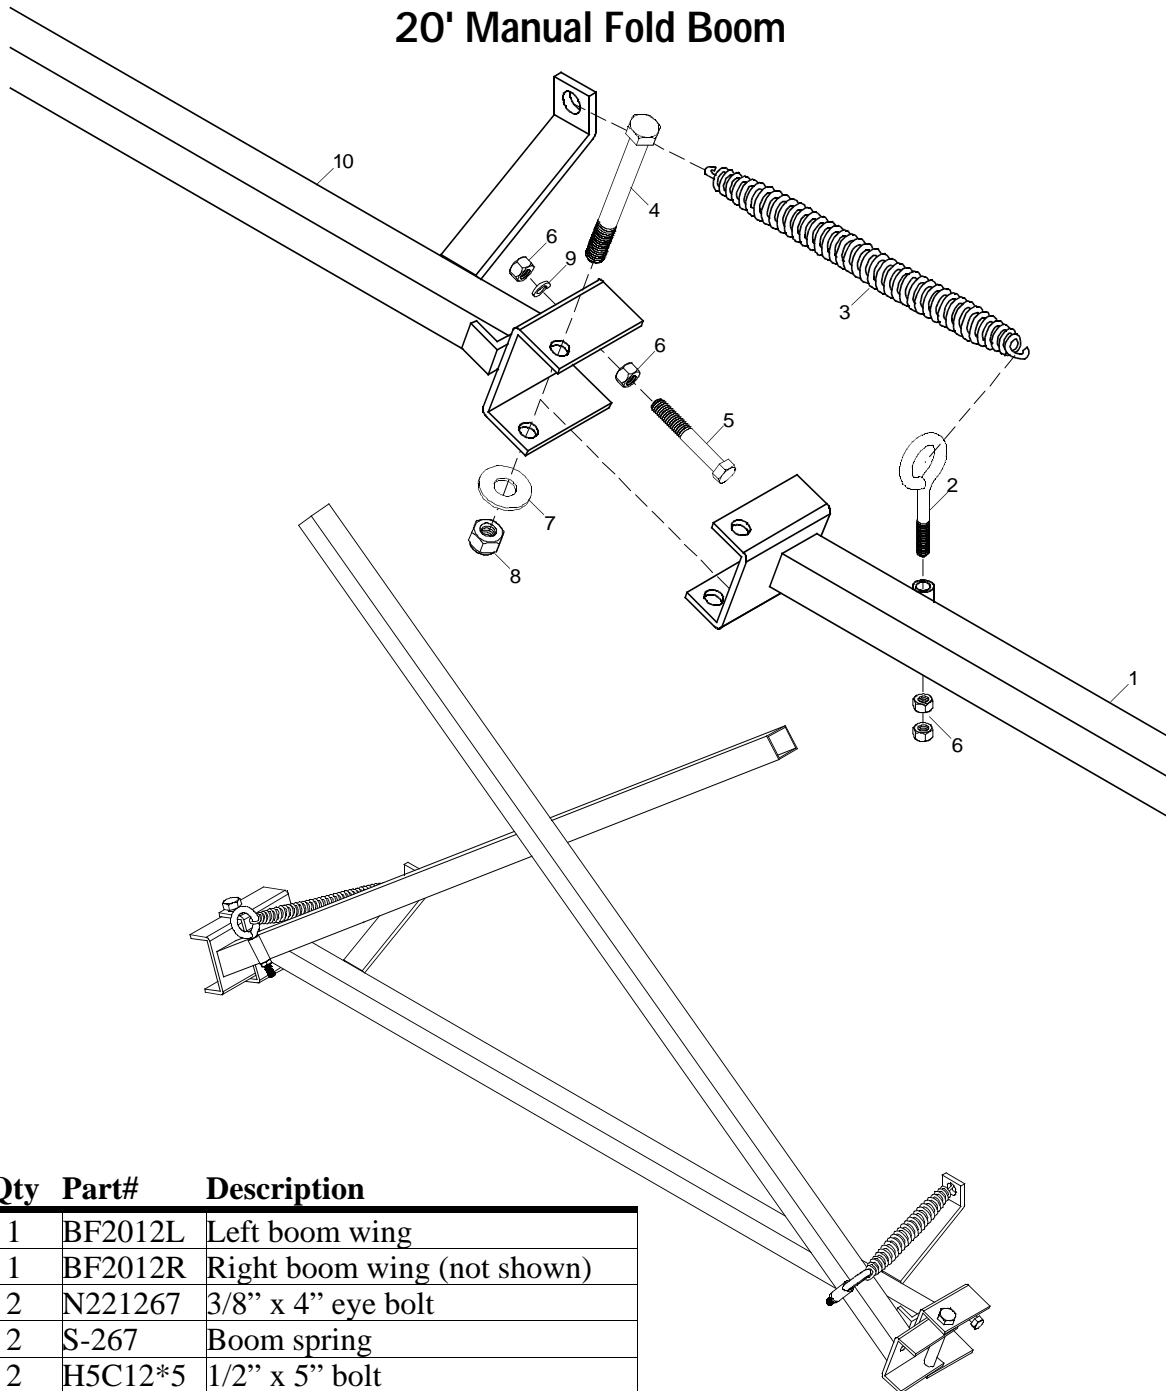 20' Manual Fold Boom
10
4
6
9
3
6
5
2
7
8
1
6
Qty Part# Description
1 BF2012L Left boom wing
1 BF2012R Right boom wing (not shown)
2 N221267 3/8” x 4” eye bolt
2 S-267 Boom spring
2 H5C12*5 1/2” x 5” bolt